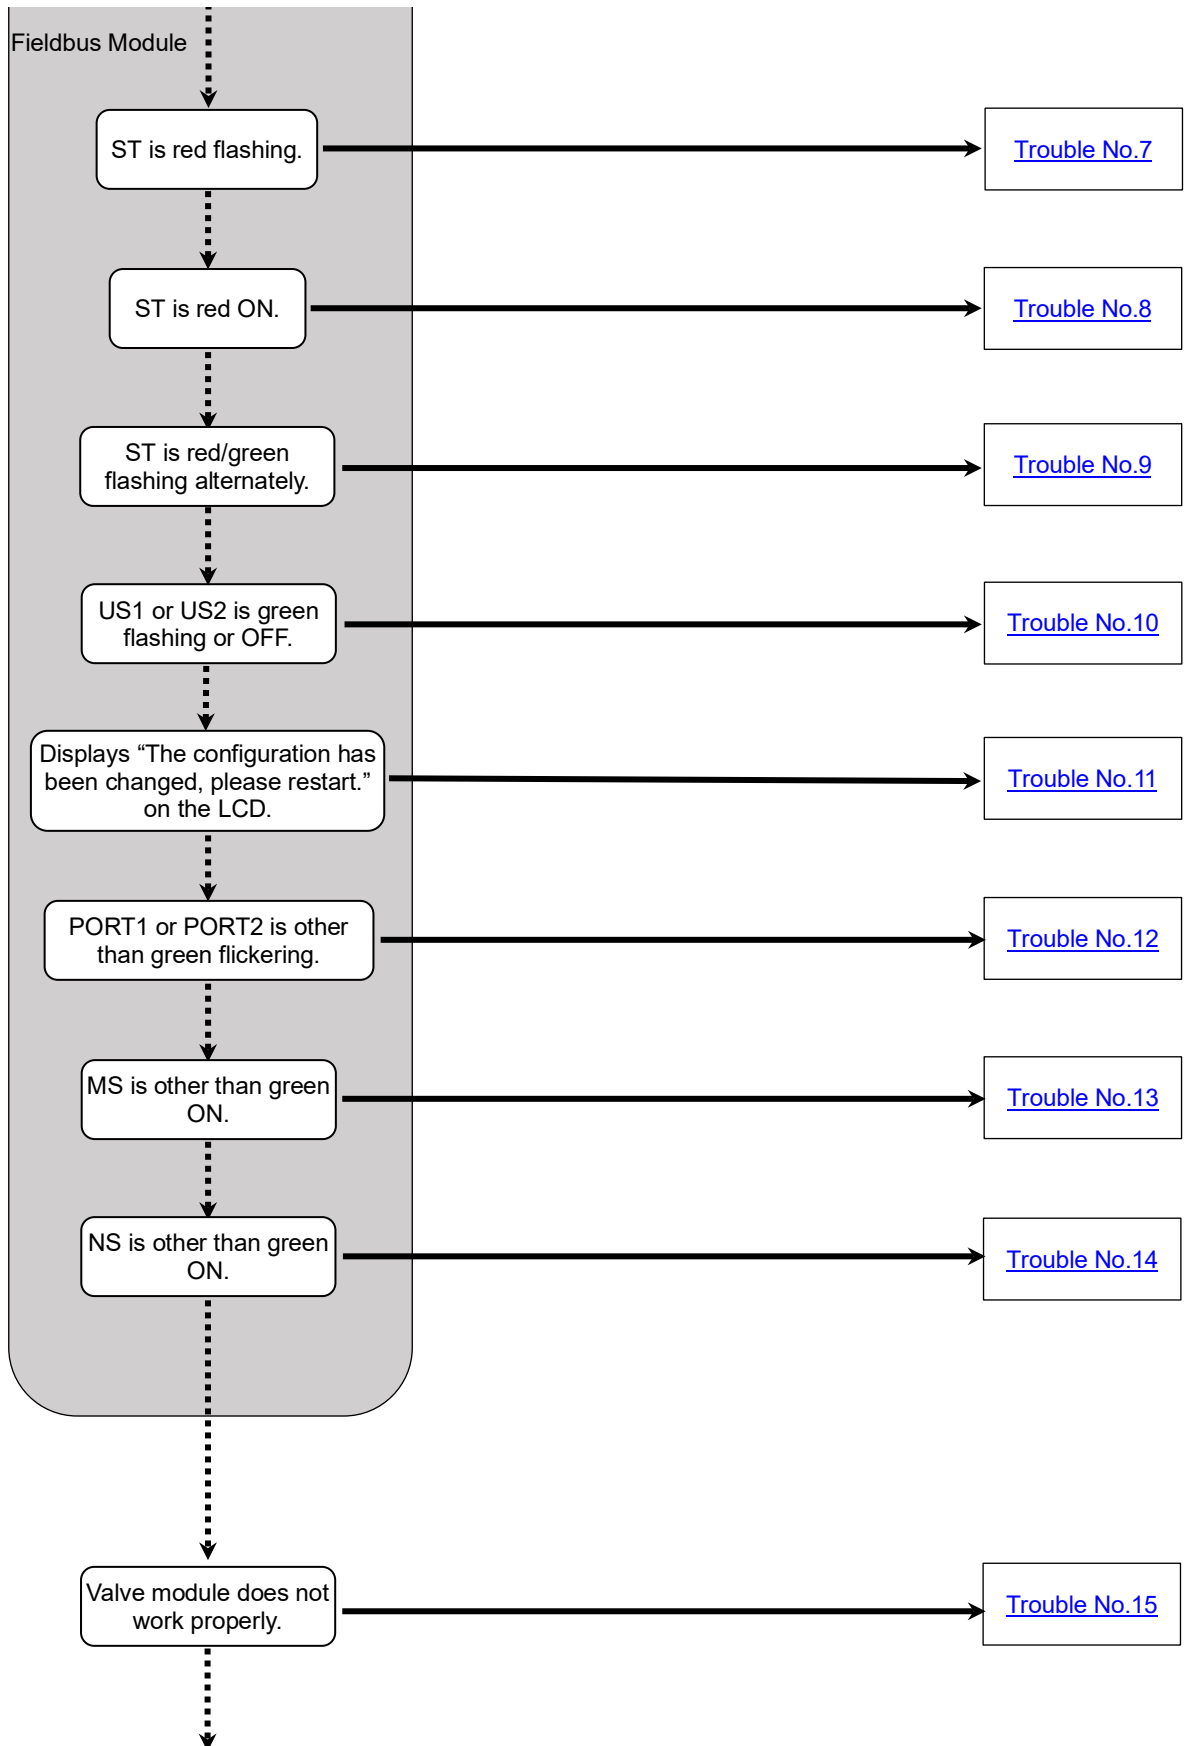 Fieldbus Module
ST is red flashing.
Trouble No.7
ST is red ON.
Trouble No.8
ST is red/green
flashing alternately.
Trouble No.9
US1 or US2 is green
flashing or OFF.
Trouble No.10
Displays “The configuration has
been changed, please restart.”
on the LCD.
Trouble No.11
PORT1 or PORT2 is other
than green flickering.
Trouble No.12
MS is other than green
ON.
Trouble No.13
NS is other than green
ON.
Trouble No.14
Valve module does not
work properly.
Trouble No.15